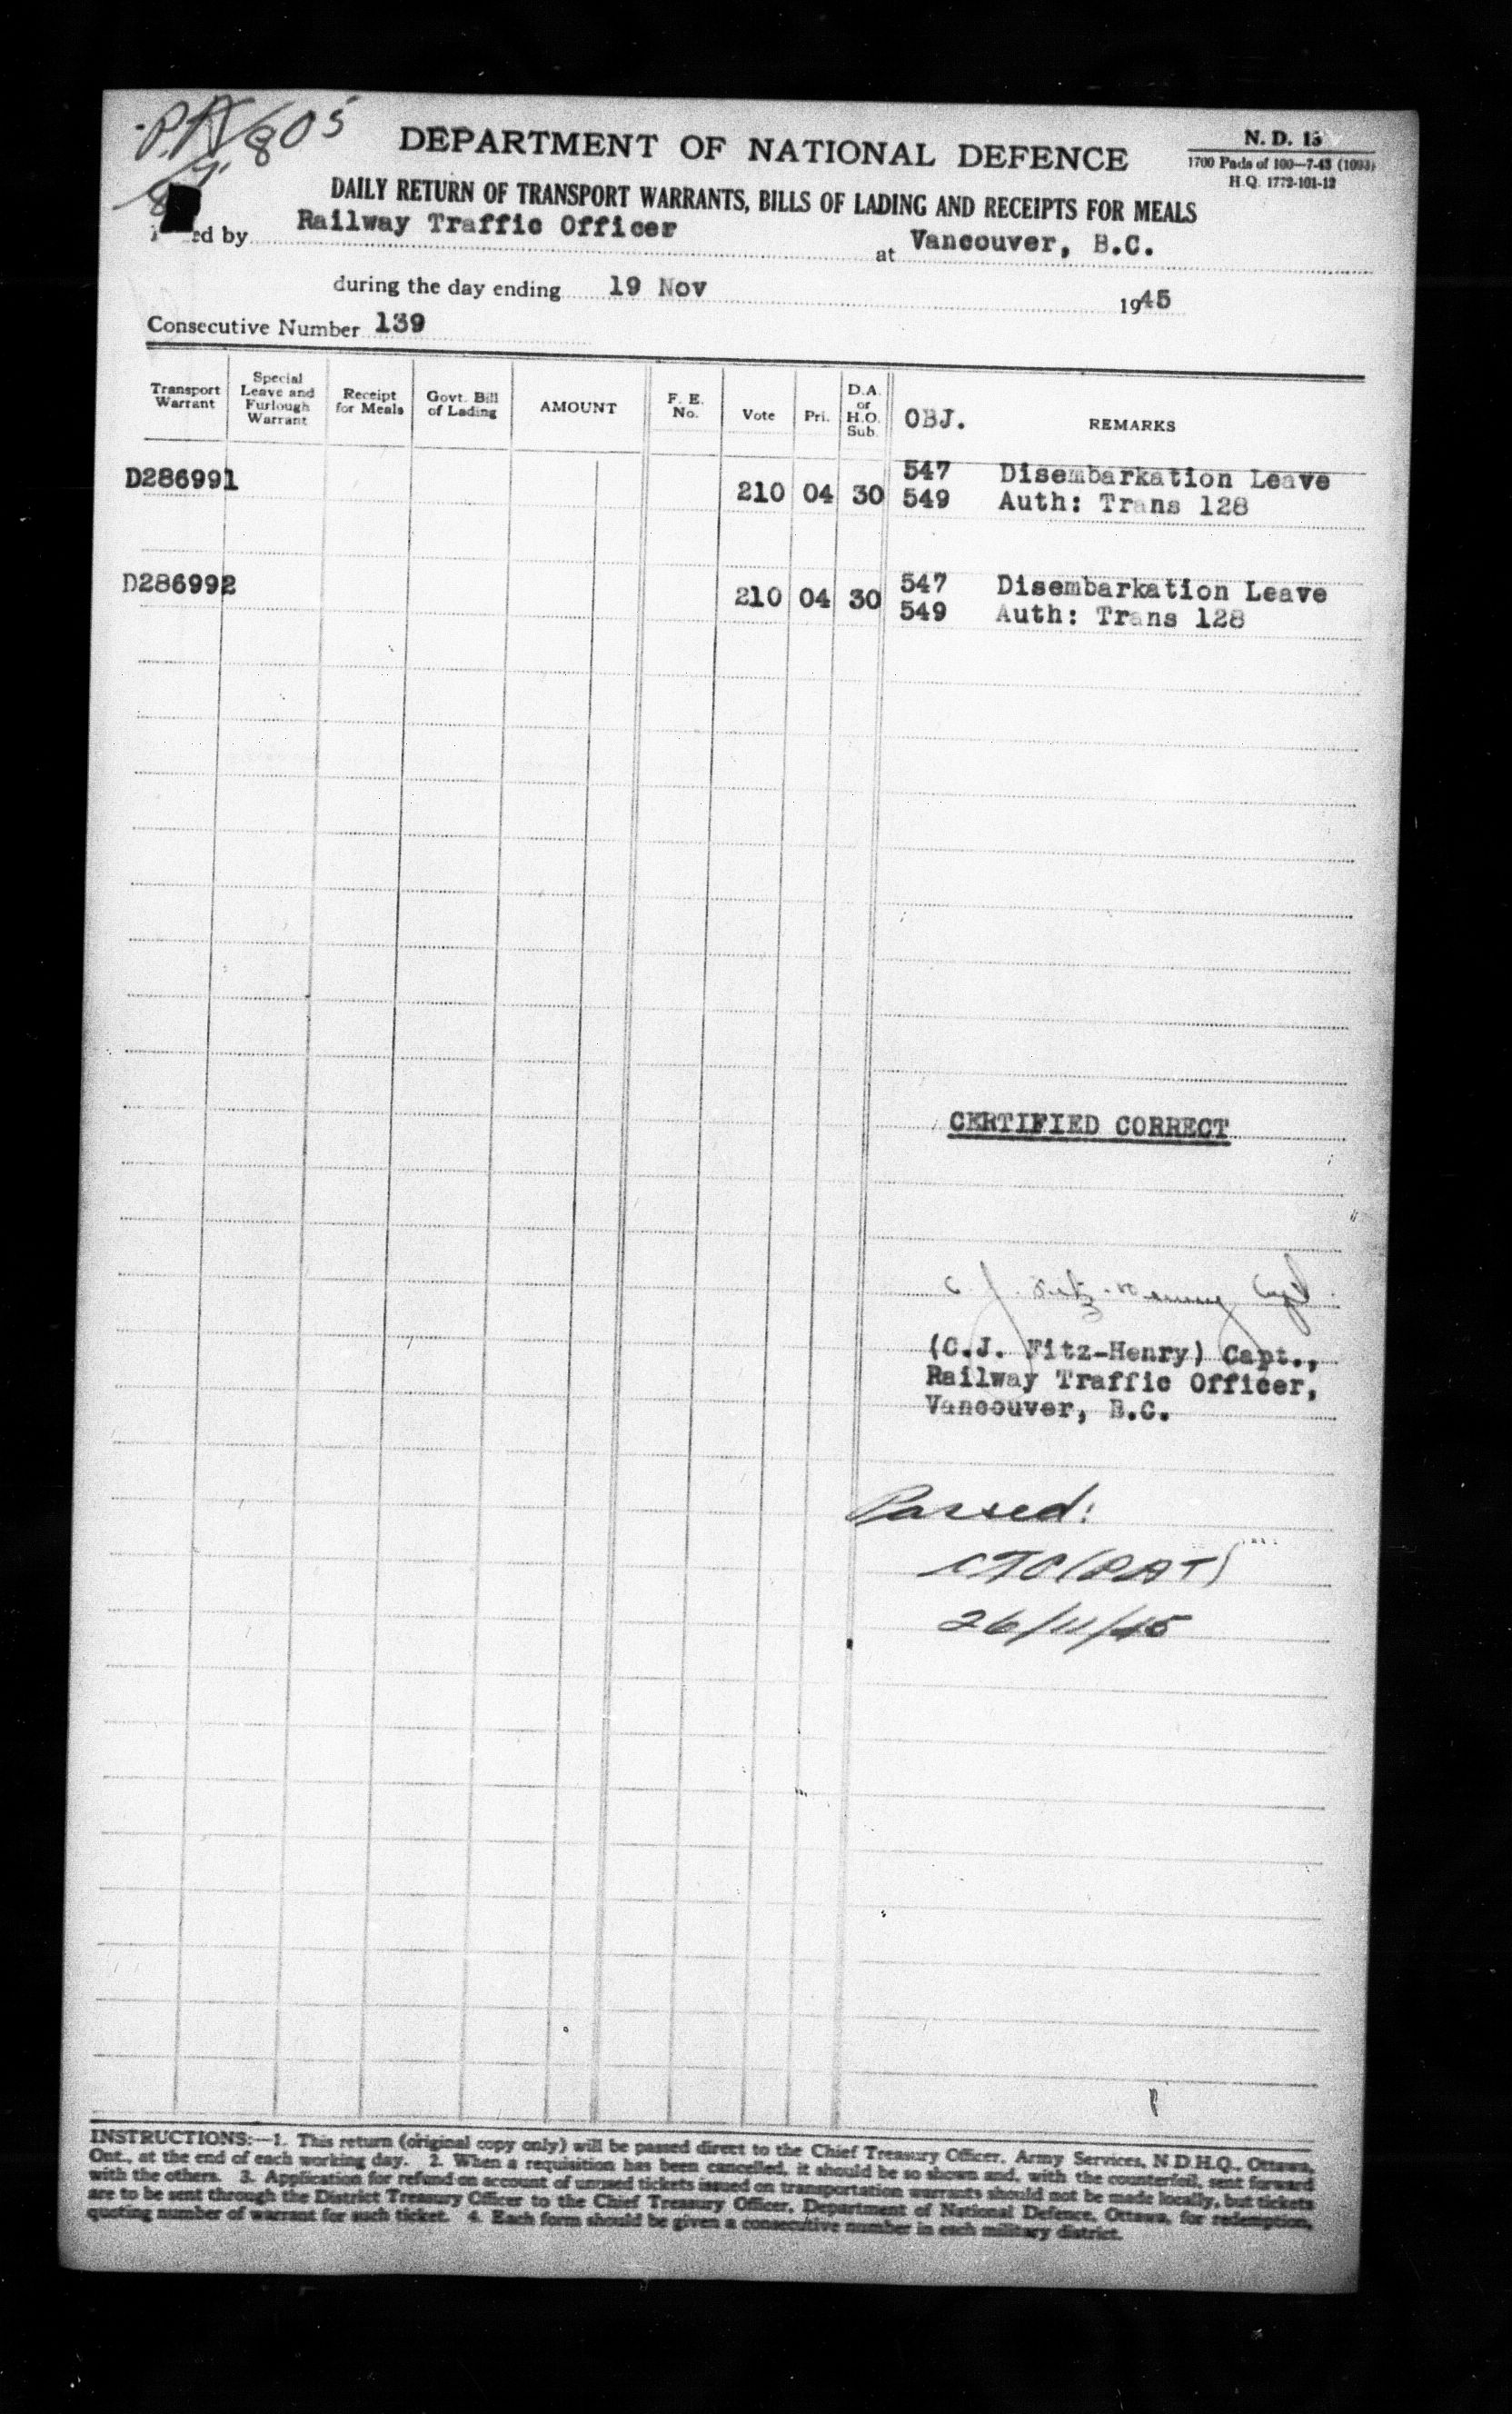 P.A/805
DEPARTMENT OF NATIONAL DEFENCE
N. D. 15
1700 Pads of 100—7-43 (1093)
H.Q. 1772-101-12
DAILY RETURN OF TRANSPORT WARRANTS, BILLS OF LADING AND RECEIPTS FOR MEALS
ed by Railway Traffic Officer at Vancouver, B.C.
during the day ending 19 Nov 1945
Consecutive Number 139
Transport Warrant Special Leave and Furlough Warrant Receipt for Meals Govt. Bill of Lading AMOUNT F. E. No. Vote Pri. D.A. or H.O. Sub. OBJ. REMARKS
D286991 210 04 30 547 Disembarkation Leave
549 Auth: Trans 128
D286992 210 04 30 547 Disembarkation Leave
549 Auth: Trans 128
CERTIFIED CORRECT
C. J. Fitz-Henry Capt.
(C.J. Fitz-Henry) Capt.,
Railway Traffic Officer,
Vancouver, B.C.
Passed:
CTO (PAT)
26/11/45
INSTRUCTIONS:—1. This return (original copy only) will be passed direct to the Chief Treasury Officer, Army Services, N.D.H.Q., Ottawa,
Ont., at the end of each working day. 2. When a requisition has been cancelled, it should be so shown and, with the counterfoil, sent forward
with the others. 3. Application for refund on account of unused tickets issued on transportation warrants should not be made locally, but tickets
are to be sent through the District Treasury Officer to the Chief Treasury Officer, Department of National Defence, Ottawa, for redemption,
quoting number of warrant for such ticket. 4. Each form should be given a consecutive number in each military district.